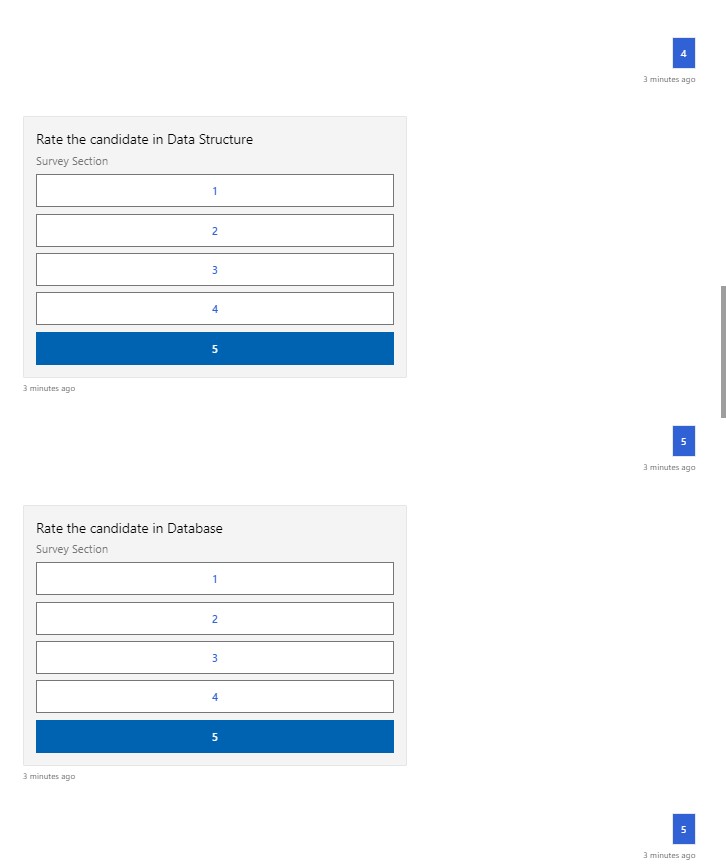 4
3 minutes ago
Rate the candidate in Data Structure
Survey Section
1
2
3
4
5
3 minutes ago
5
3 minutes ago
Rate the candidate in Database
Survey Section
1
2
3
4
5
3 minutes ago
5
3 minutes ago